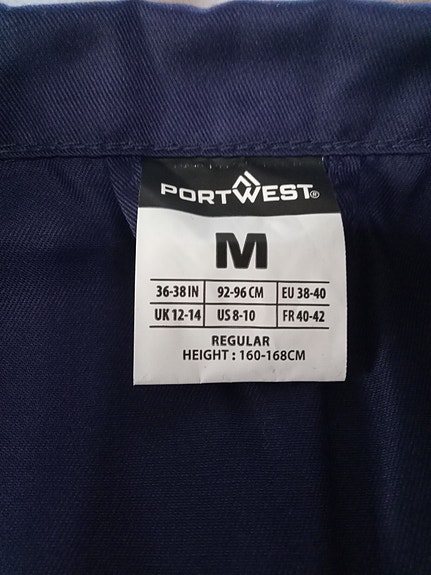 PORTWEST®
M
36-38 IN 92-96 CM EU 38-40
UK 12-14 US 8-10 FR 40-42
REGULAR
HEIGHT : 160-168CM